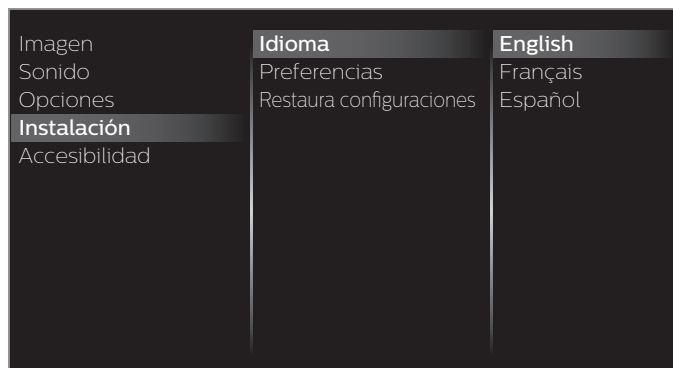 Imagen
Sonido
Opciones
Instalación
Accesibilidad
Idioma
Preferencias
Restaura configuraciones
English
Français
Español